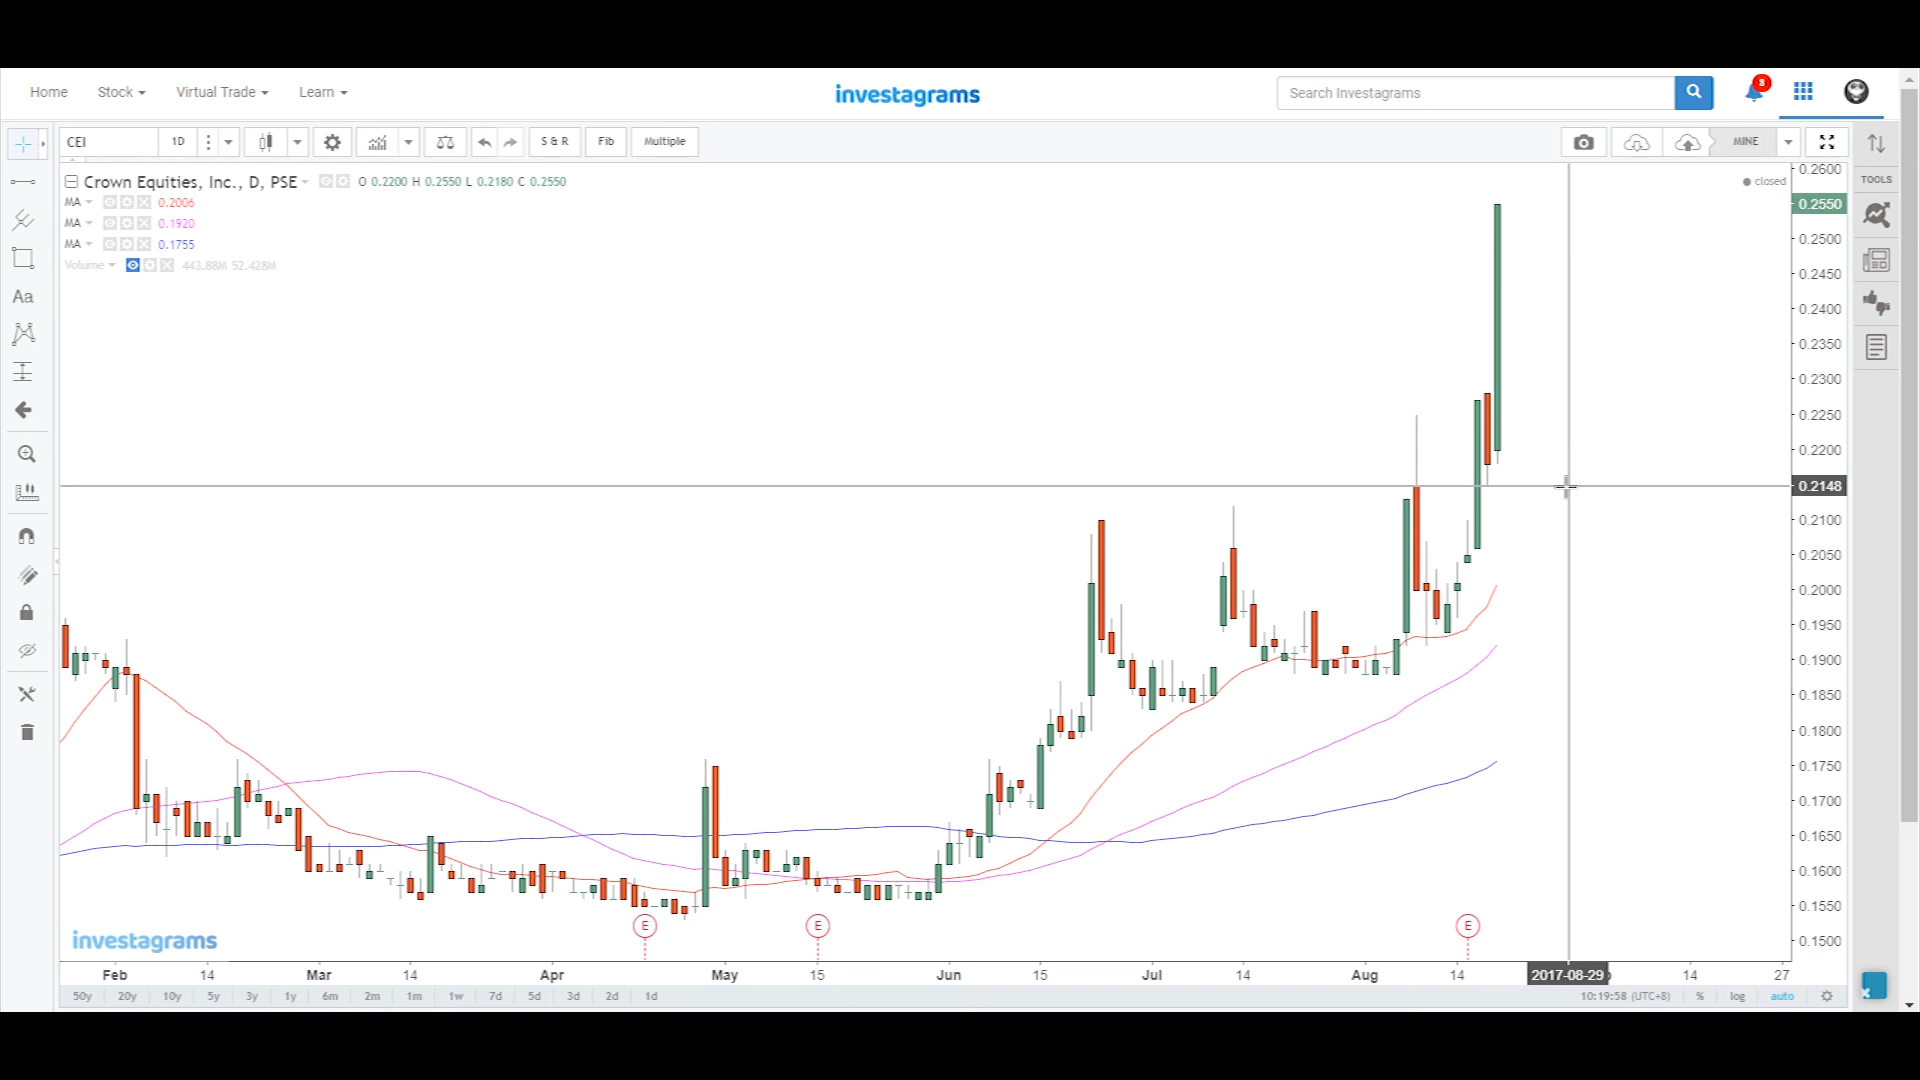 Home Stock Virtual Trade Learn investagrams Search Investagrams 3
CEI 1D S & R Fib Multiple MINE
TOOLS
Crown Equities, Inc., D, PSE O 0.2200 H 0.2550 L 0.2180 C 0.2550 closed
MA 0.2006
MA 0.1920
MA 0.1755
Volume 443.88M 52.428M
Aa
0.2600
0.2550
0.2500
0.2450
0.2400
0.2350
0.2300
0.2250
0.2200
0.2148
0.2100
0.2050
0.2000
0.1950
0.1900
0.1850
0.1800
0.1750
0.1700
0.1650
0.1600
0.1550
0.1500
E E E
investagrams
Feb 14 Mar 14 Apr May 15 Jun 15 Jul 14 Aug 14 2017-08-29 14 27
50y 20y 10y 5y 3y 1y 6m 2m 1m 1w 7d 5d 3d 2d 1d 10:19:58 (UTC+8) % log auto